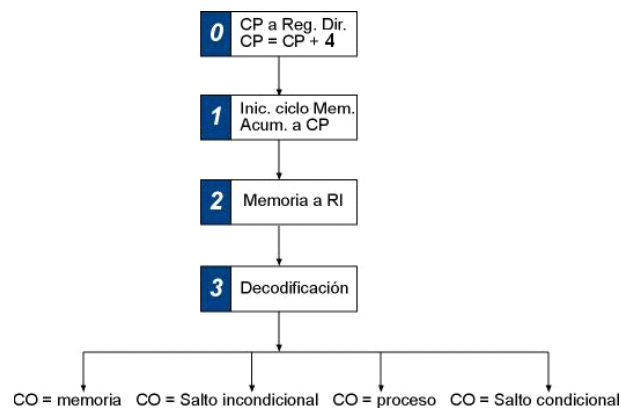 0
CP a Reg. Dir.
CP = CP + 4
1
Inic. ciclo Mem.
Acum. a CP
2
Memoria a RI
3
Decodificación
CO = memoria CO = Salto incondicional CO = proceso CO = Salto condicional